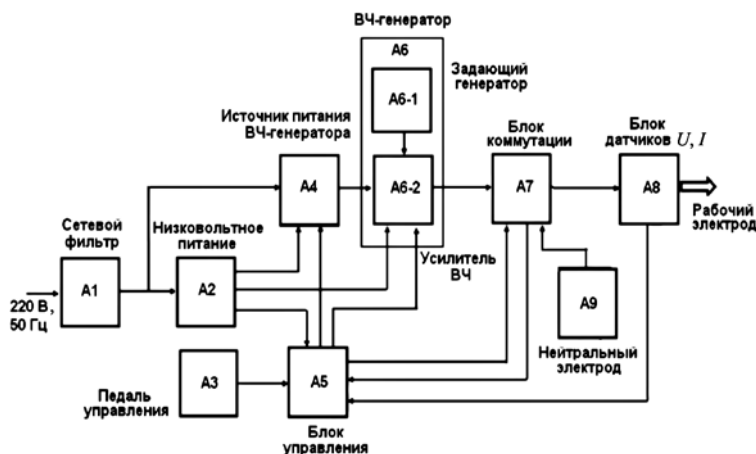 ВЧ-генератор
А6
Задающий
генератор
А6-1
Источник питания
ВЧ-генератора
Блок
коммутации
Блок
датчиков U, I
А4
А6-2
А7
А8
Рабочий
электрод
Сетевой
фильтр
Низковольтное
питание
Усилитель
ВЧ
А1
А2
А9
220 В,
50 Гц
Нейтральный
электрод
Педаль
управления
А3
А5
Блок
управления